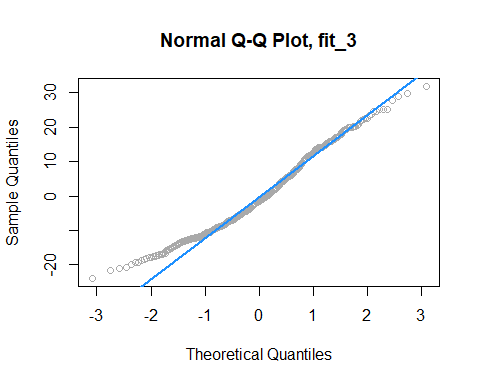 Normal Q-Q Plot, fit_3
Sample Quantiles
30
20
10
0
-20
-3 -2 -1 0 1 2 3
Theoretical Quantiles